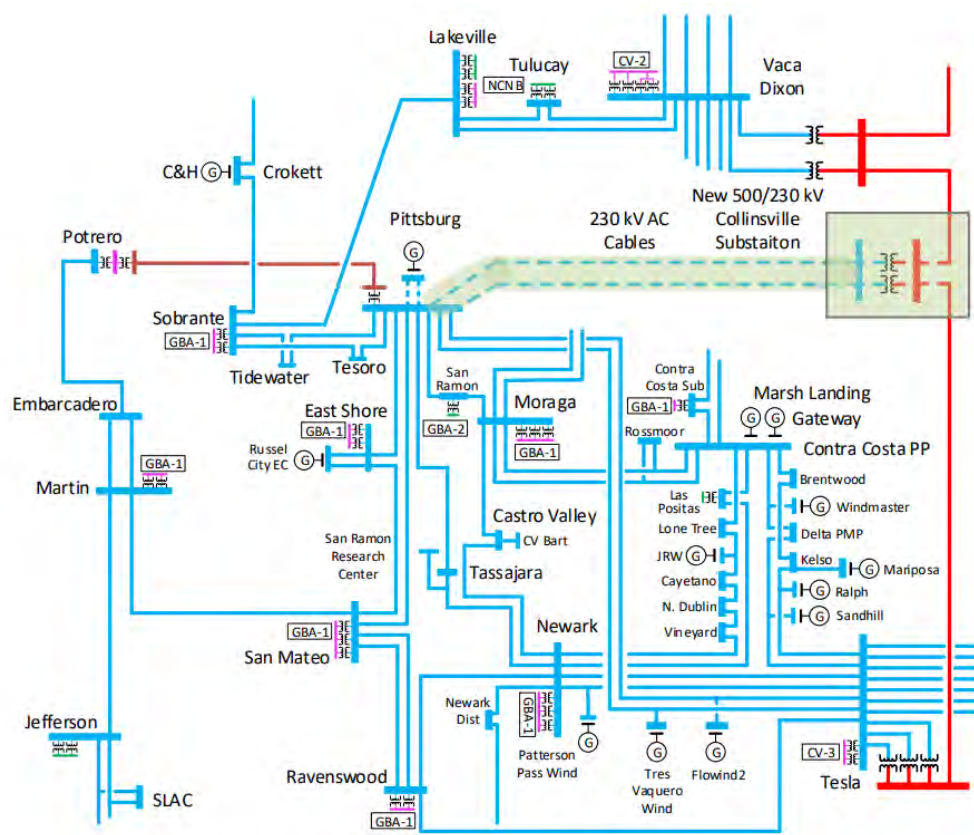 Lakeville
Tulucay
NCNB
CV-2
Vaca
Dixon
C&H
G
Crokett
Potrero
Pittsburg
G
230 kV AC
Cables
New 500/230 kV
Collinsville
Substaiton
Sobrante
GBA-1
Tidewater
Tesoro
San
Ramon
GBA-2
Moraga
GBA-1
Contra
Costa Sub
GBA-1
Rossmoor
Marsh Landing
Gateway
G
G
Contra Costa PP
Embarcadero
East Shore
GBA-1
Russel
City EC
G
Martin
GBA-1
Brentwood
G
Windmaster
Las
Positas
Lone Tree
Delta PMP
JRW
G
Kelso
G
Mariposa
Cayetano
G
Ralph
N. Dublin
G
Sandhill
Vineyard
San Ramon
Research
Center
Castro Valley
CV Bart
Tassajara
GBA-1
San Mateo
Newark
Newark
Dist
GBA-1
Patterson
Pass Wind
G
G
Tres
Vaquero
Wind
G
Flowind2
CV-3
Tesla
Jefferson
SLAC
Ravenswood
GBA-1